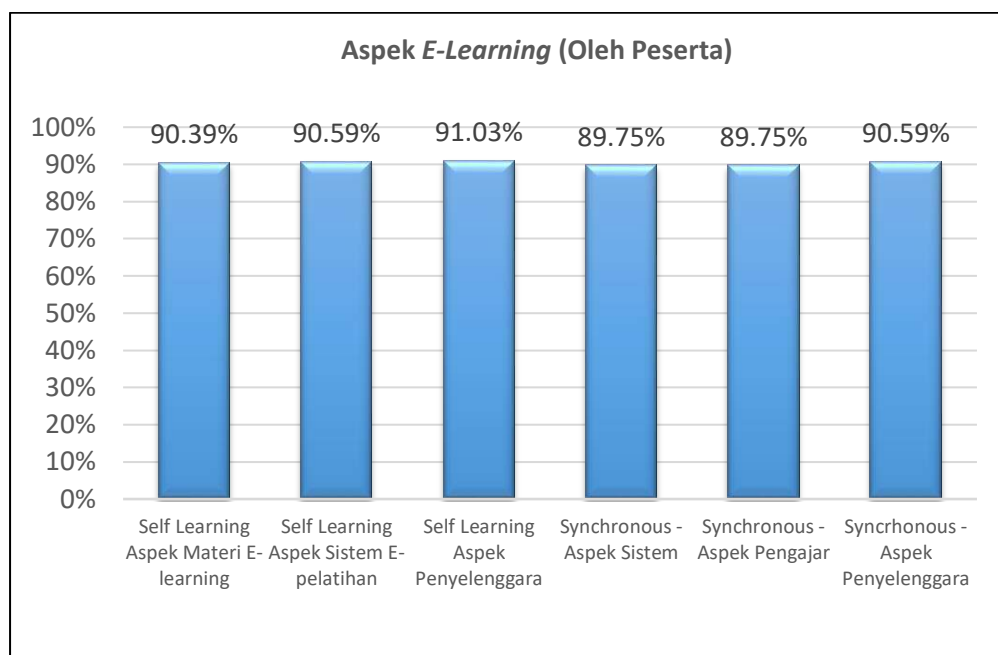 Aspek E-Learning (Oleh Peserta)
90.39% 90.59% 91.03% 89.75% 89.75% 90.59%
100%
90%
80%
70%
60%
50%
40%
30%
20%
10%
0%
Self Learning
Aspek Materi E-
learning
Self Learning
Aspek Sistem E-
pelatihan
Self Learning
Aspek
Penyelenggara
Synchronous -
Aspek Sistem
Synchronous -
Aspek Pengajar
Syncrhonous -
Aspek
Penyelenggara